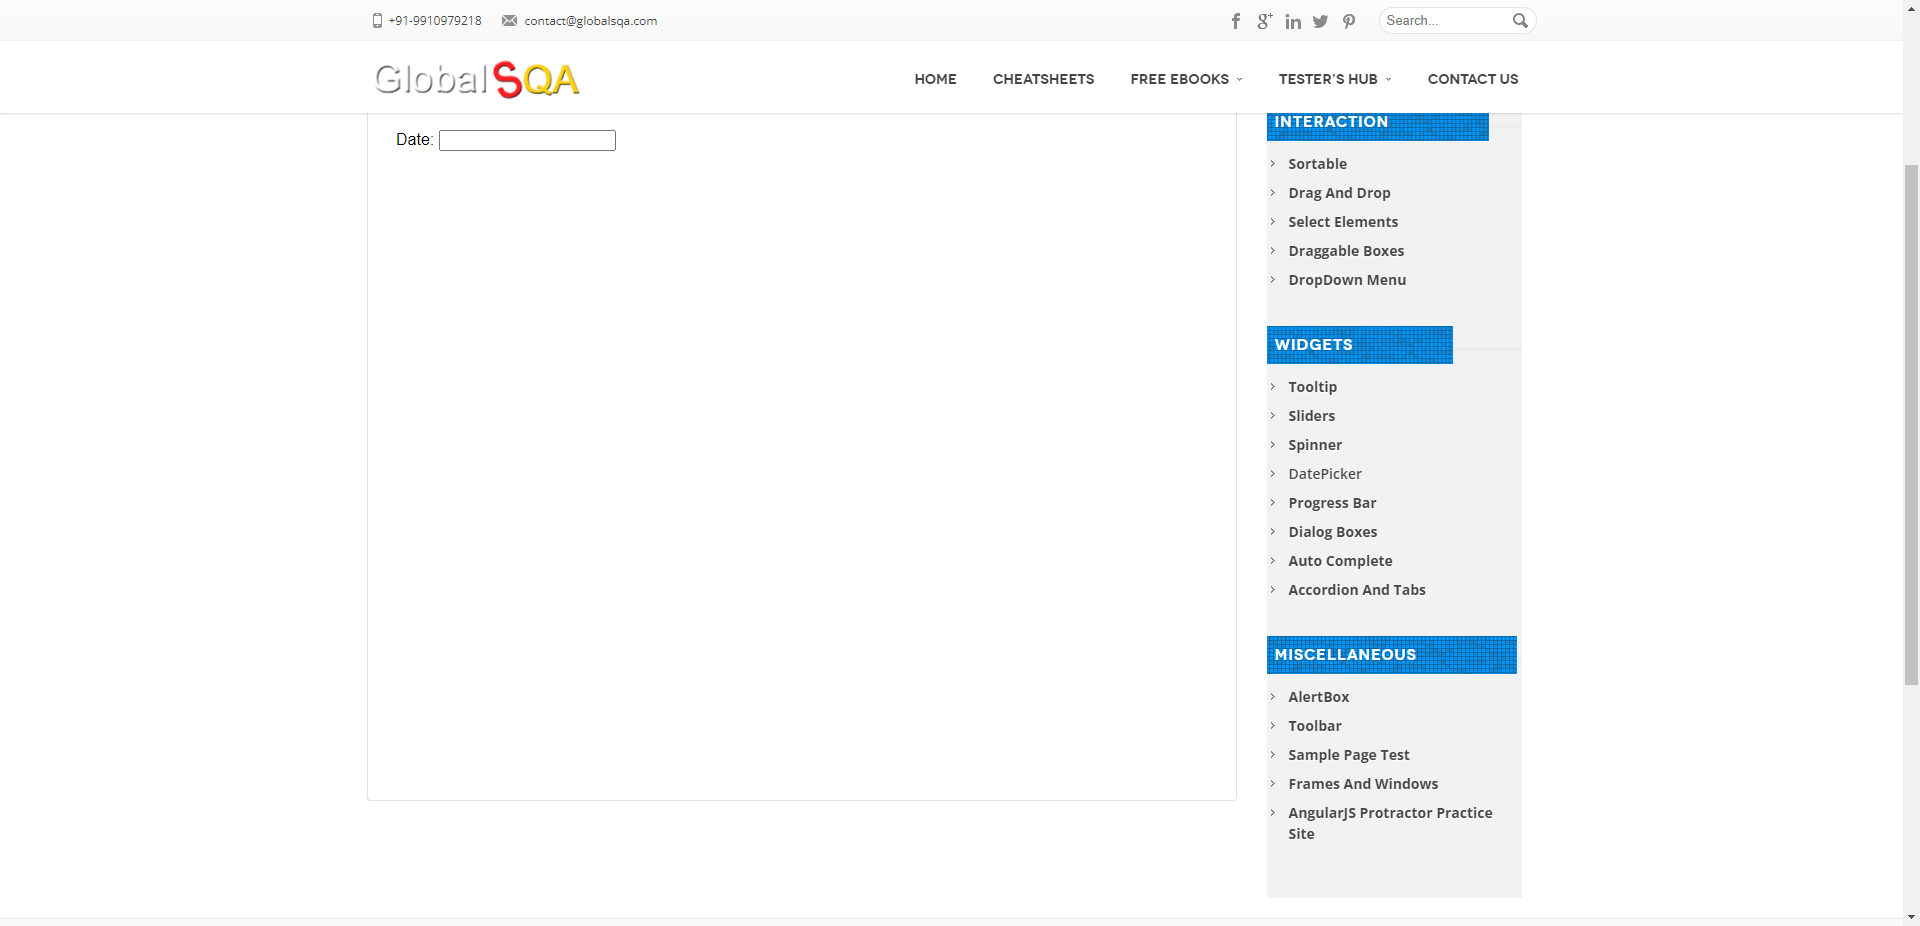 +91-9910979218 contact@globalsqa.com Search...
GlobalSQA HOME CHEATSHEETS FREE EBOOKS TESTER'S HUB CONTACT US
Date:
INTERACTION
Sortable
Drag And Drop
Select Elements
Draggable Boxes
DropDown Menu
WIDGETS
Tooltip
Sliders
Spinner
DatePicker
Progress Bar
Dialog Boxes
Auto Complete
Accordion And Tabs
MISCELLANEOUS
AlertBox
Toolbar
Sample Page Test
Frames And Windows
AngularJS Protractor Practice
Site